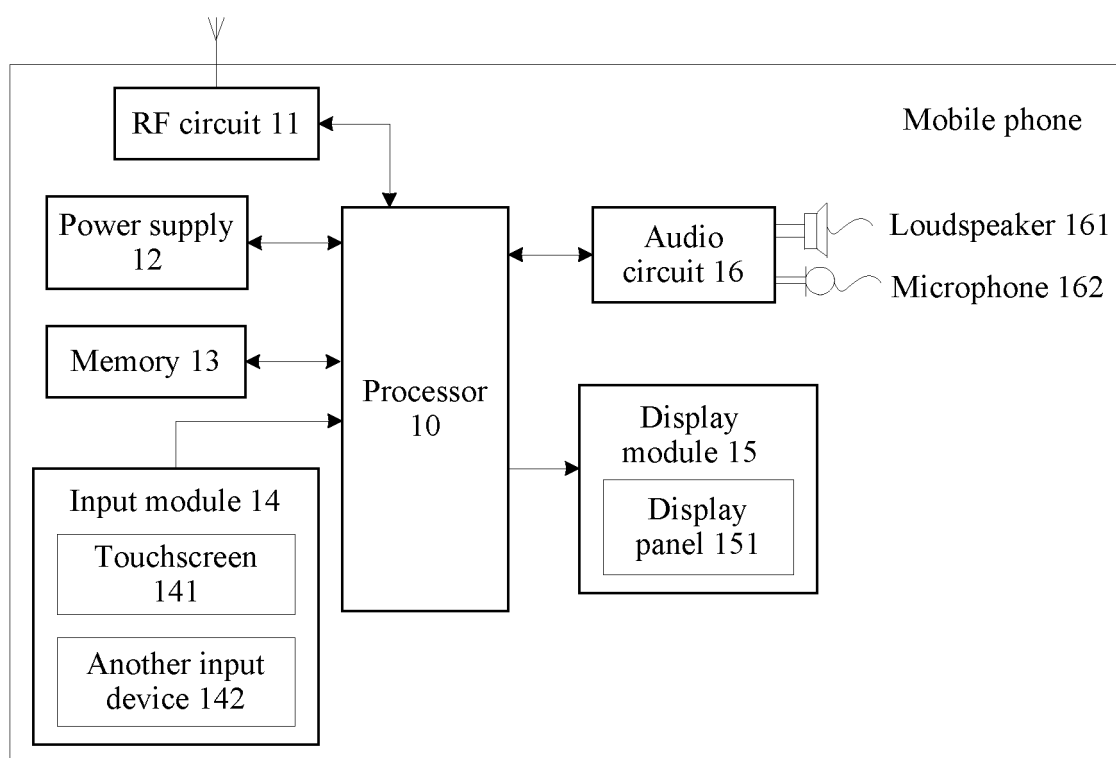 RF circuit 11
Mobile phone
Power supply
12
Audio
circuit 16
Loudspeaker 161
Microphone 162
Memory 13
Processor
10
Display
module 15
Display
panel 151
Input module 14
Touchscreen
141
Another input
device 142